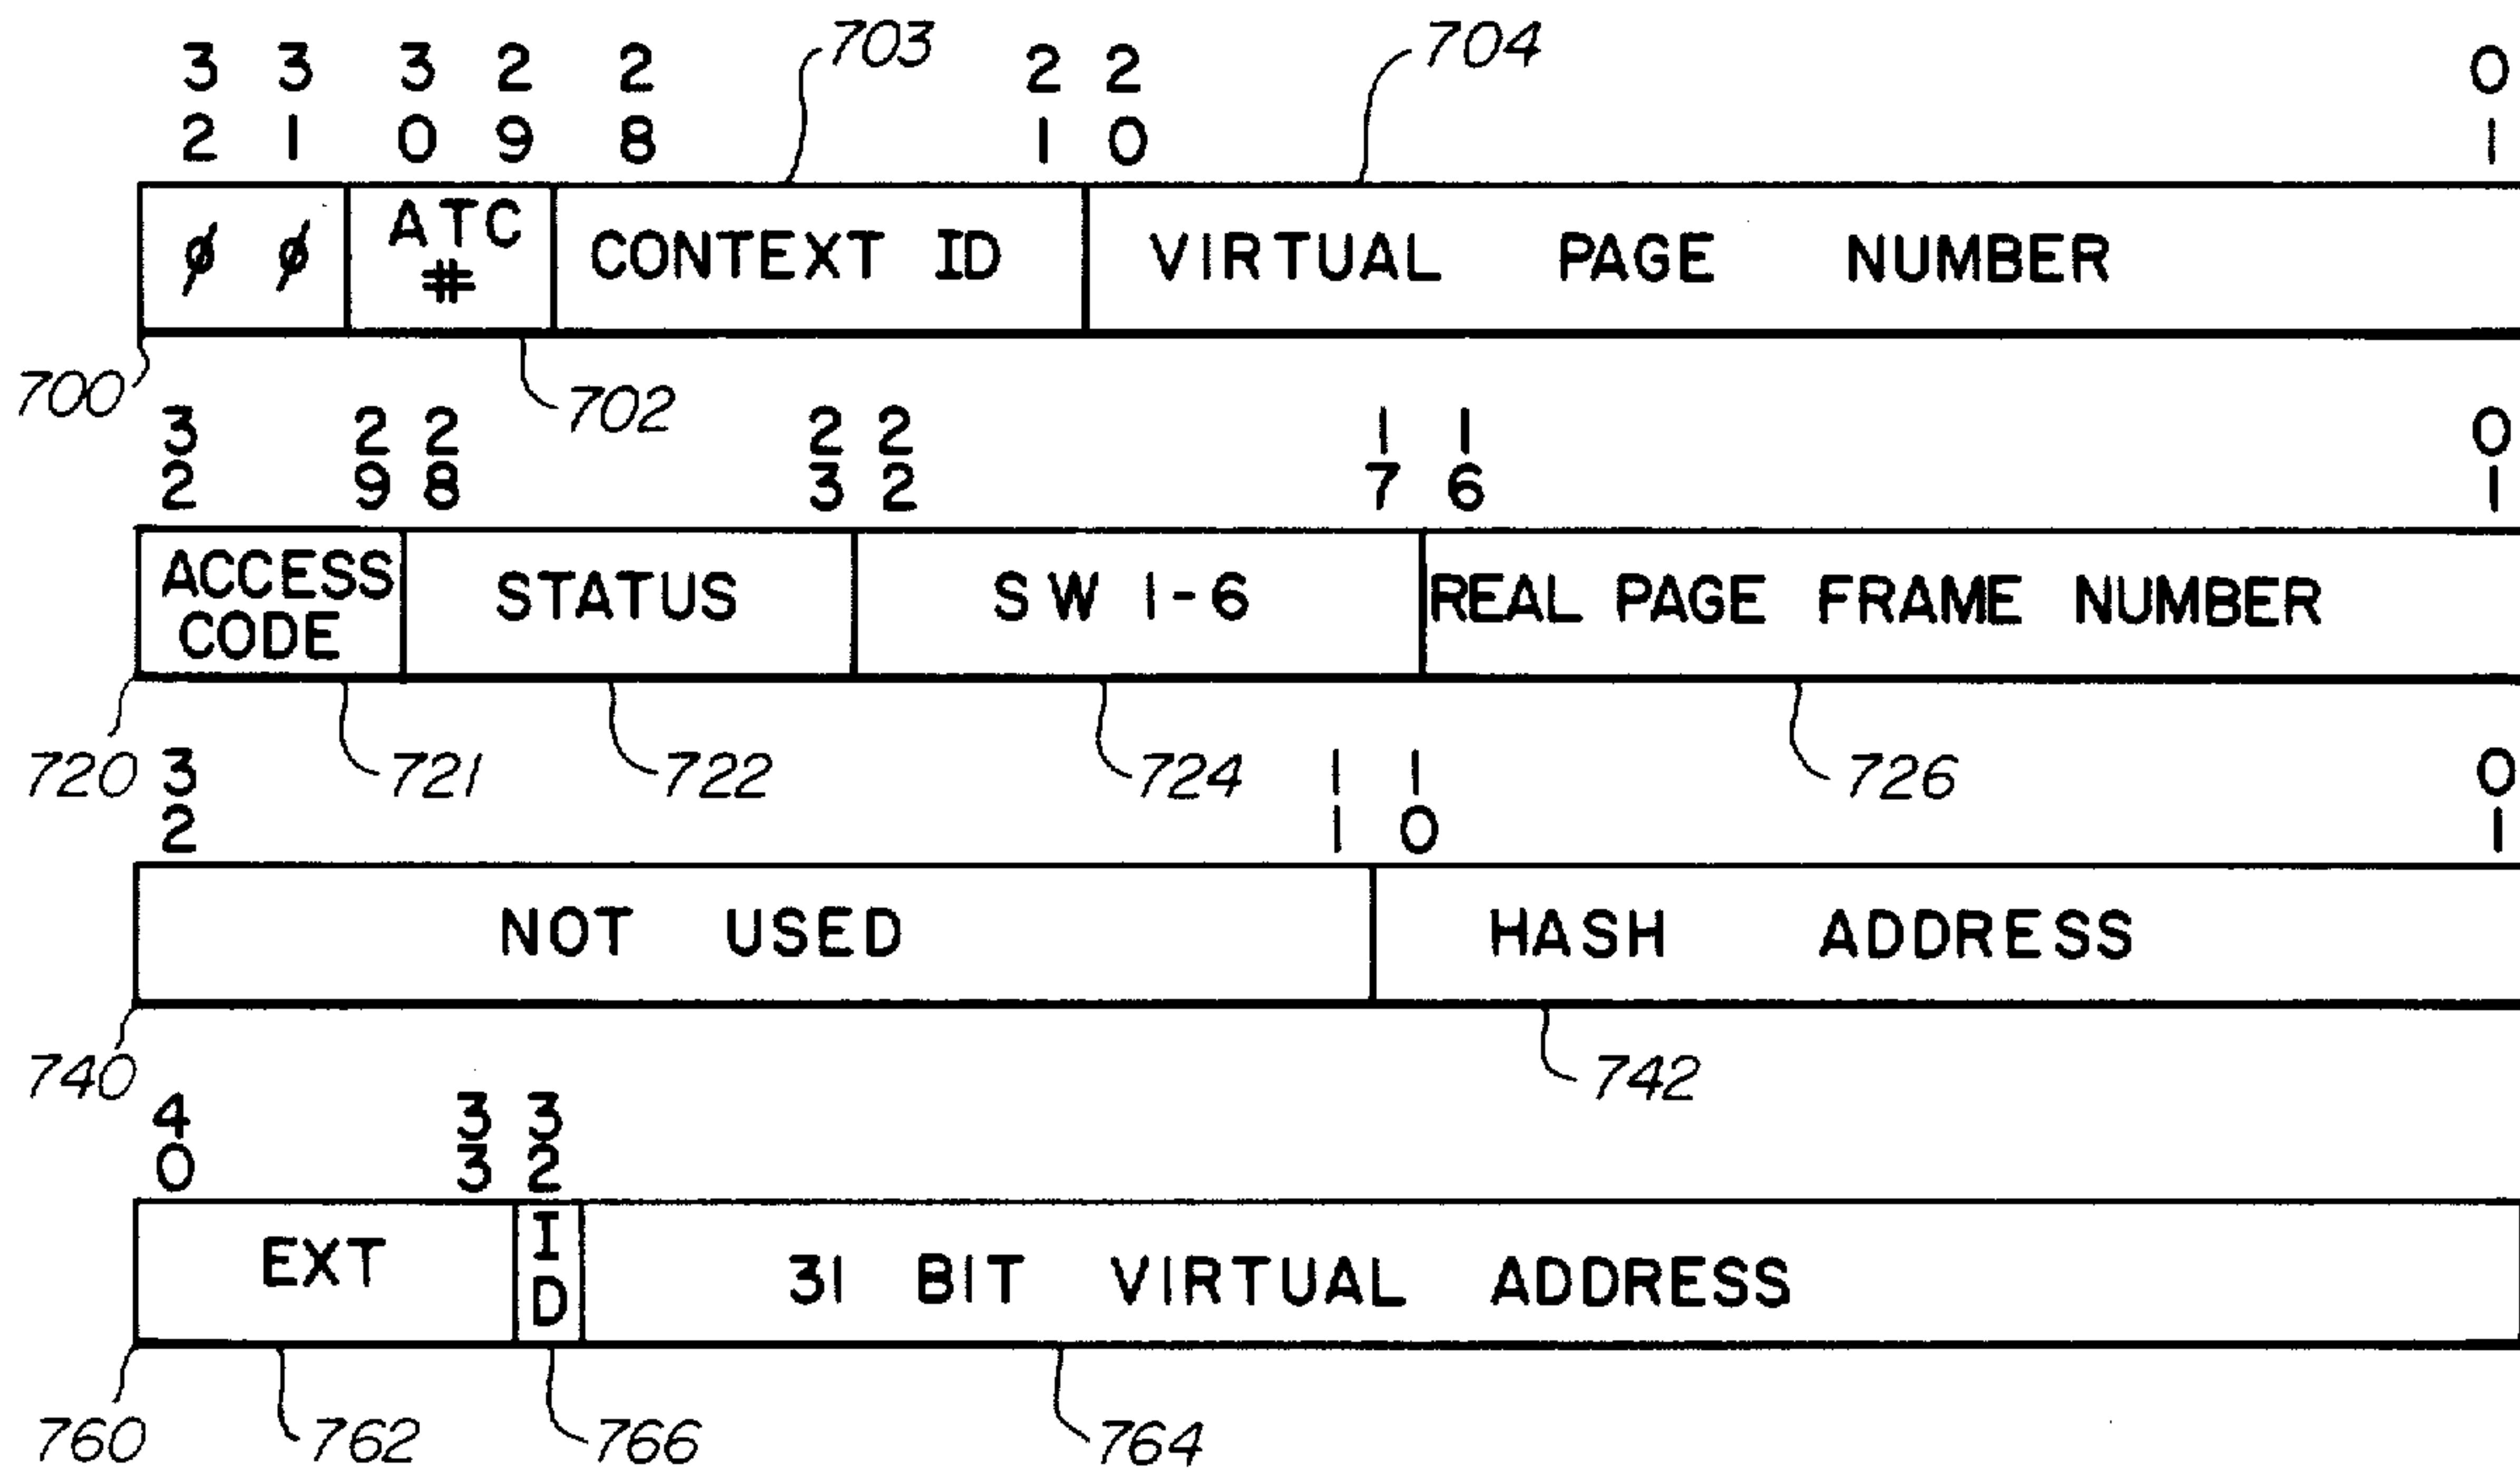 703 704
3 3 3 2 2 2 2 0
2 1 0 9 8 1 0 1
ø ø ATC # CONTEXT ID VIRTUAL PAGE NUMBER
700 702
3 2 2 2 2 1 1 0
2 9 8 3 2 7 6 1
ACCESS CODE STATUS SW 1-6 REAL PAGE FRAME NUMBER
720 721 722 724 726
3 1 1 0
2 1 0 1
NOT USED HASH ADDRESS
740 742
4 3 3
0 3 2
EXT ID 31 BIT VIRTUAL ADDRESS
760 762 766 764